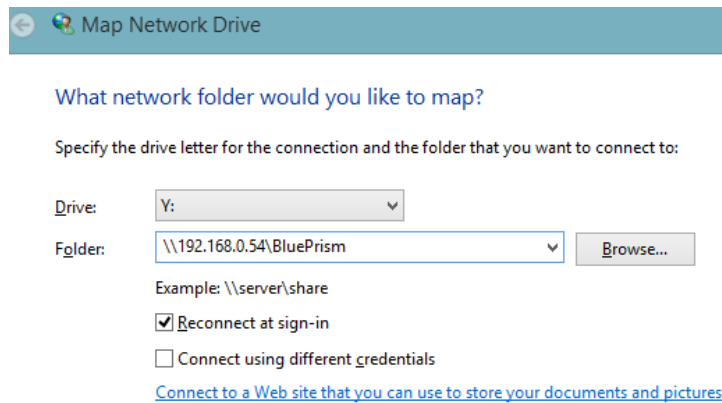 Map Network Drive
What network folder would you like to map?
Specify the drive letter for the connection and the folder that you want to connect to:
Drive: Y:
Folder: \\192.168.0.54\BluePrism Browse...
Example: \\server\share
Reconnect at sign-in
Connect using different credentials
Connect to a Web site that you can use to store your documents and pictures